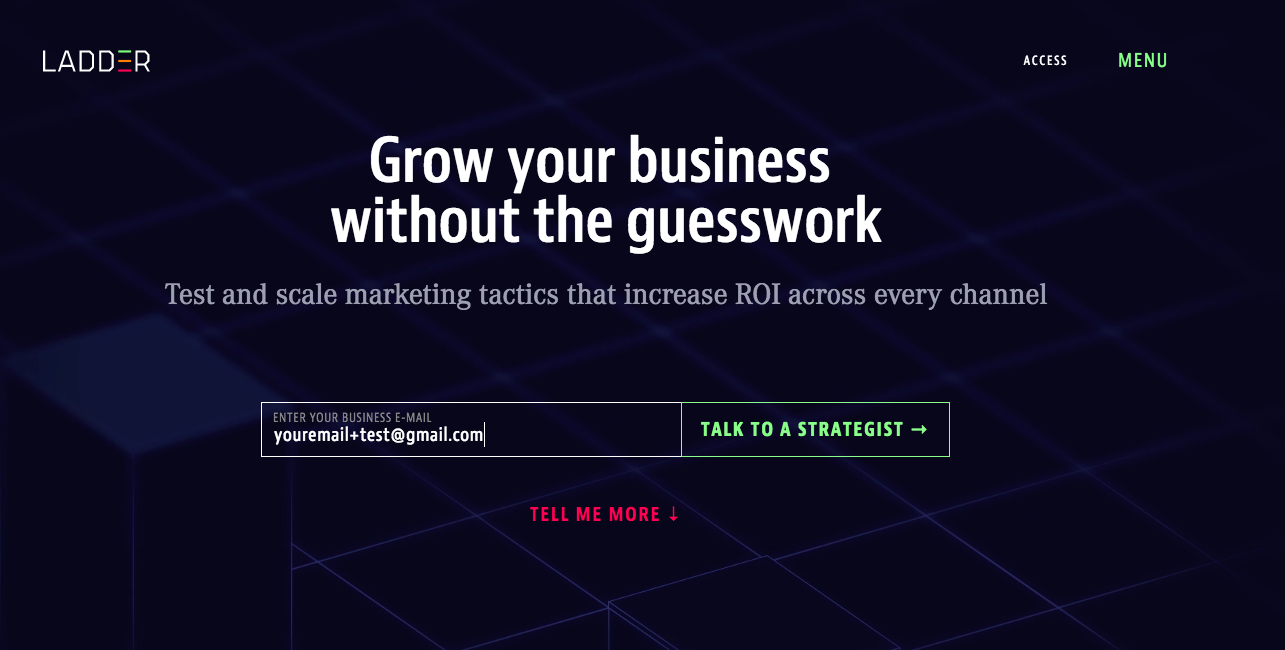 LADDER
ACCESS
MENU
Grow your business
without the guesswork
Test and scale marketing tactics that increase ROI across every channel
ENTER YOUR BUSINESS E-MAIL
youremail+test@gmail.com
TALK TO A STRATEGIST →
TELL ME MORE ↓